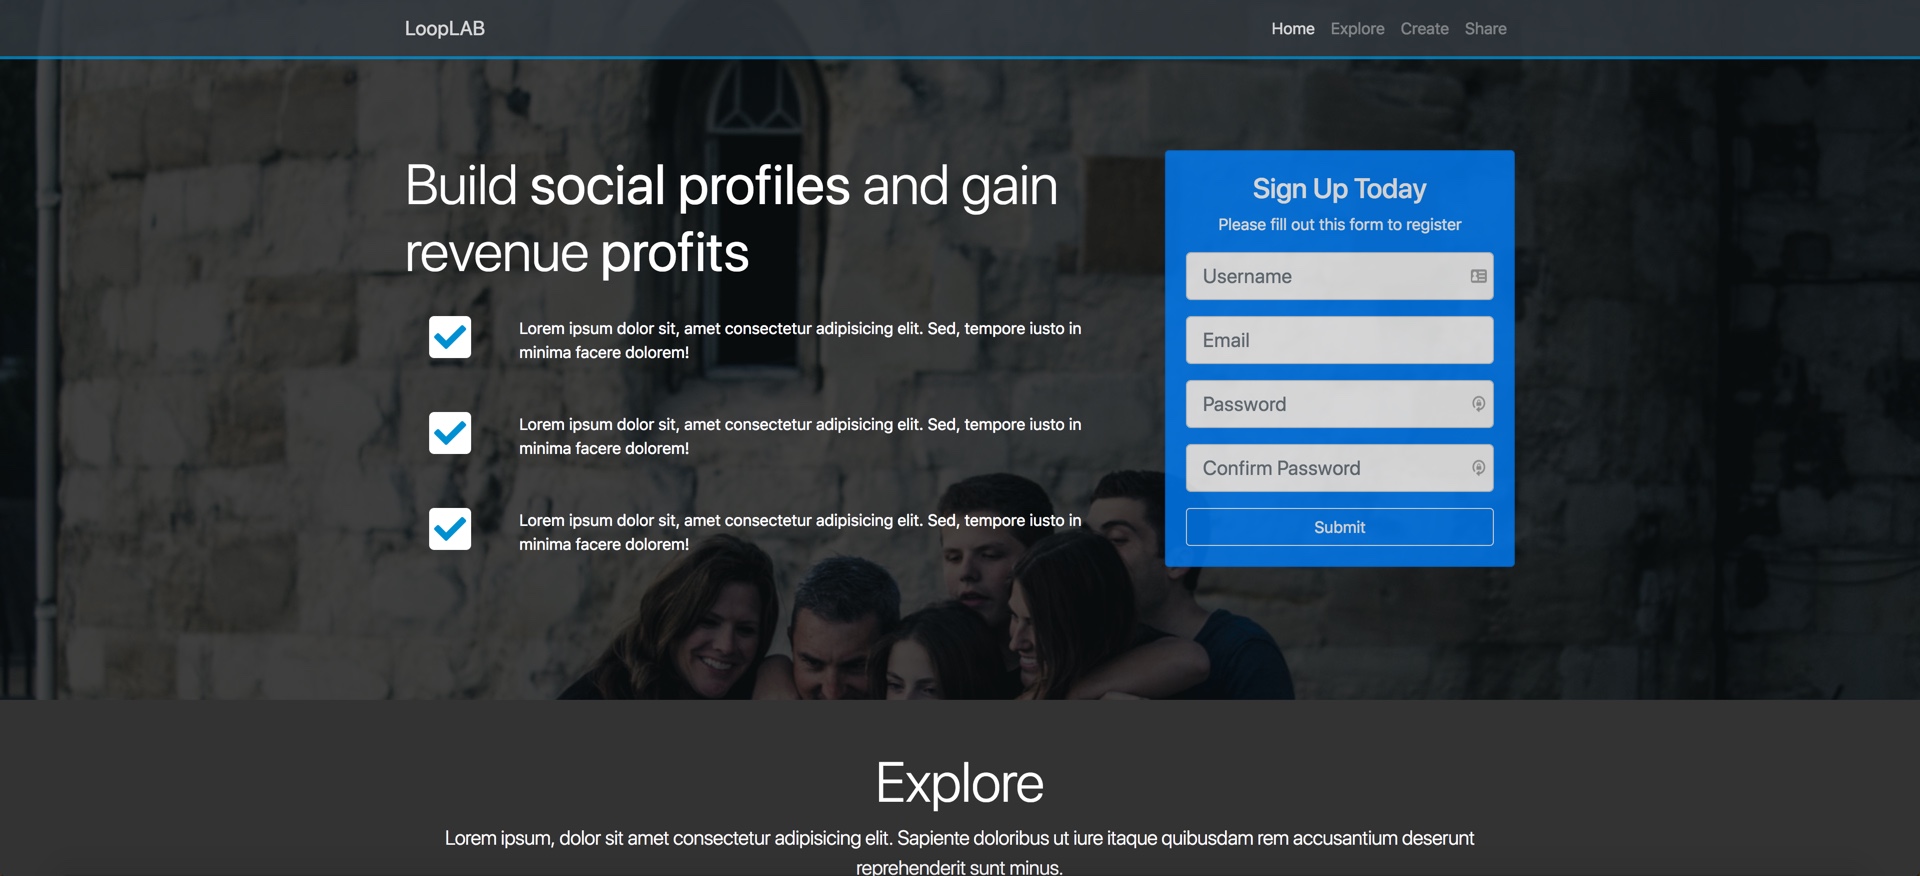 LoopLAB
Home Explore Create Share
Build social profiles and gain
revenue profits
Lorem ipsum dolor sit, amet consectetur adipisicing elit. Sed, tempore iusto in
minima facere dolorem!
Lorem ipsum dolor sit, amet consectetur adipisicing elit. Sed, tempore iusto in
minima facere dolorem!
Lorem ipsum dolor sit, amet consectetur adipisicing elit. Sed, tempore iusto in
minima facere dolorem!
Sign Up Today
Please fill out this form to register
Username
Email
Password
Confirm Password
Submit
Explore
Lorem ipsum, dolor sit amet consectetur adipisicing elit. Sapiente doloribus ut iure itaque quibusdam rem accusantium deserunt
reprehenderit sunt minus.